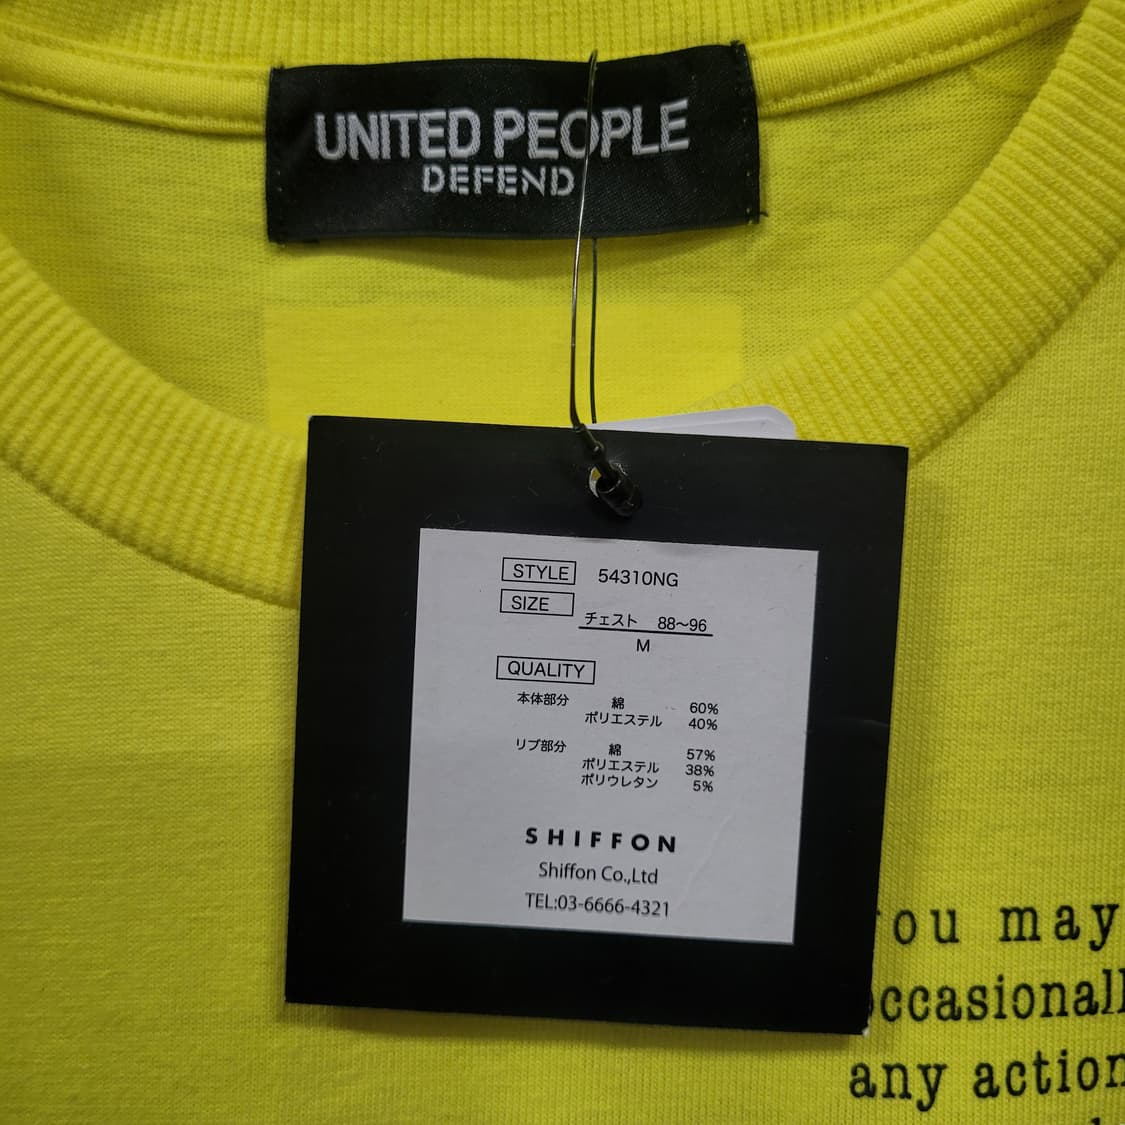 UNITED PEOPLE
DEFEND
STYLE 54310NG
SIZE
チェスト 88〜96
M
QUALITY
本体部分 綿 60%
ポリエステル 40%
リブ部分 綿 57%
ポリエステル 38%
ポリウレタン 5%
SHIFFON
Shiffon Co.,Ltd
TEL:03-6666-4321
ou may
occasionall
any action